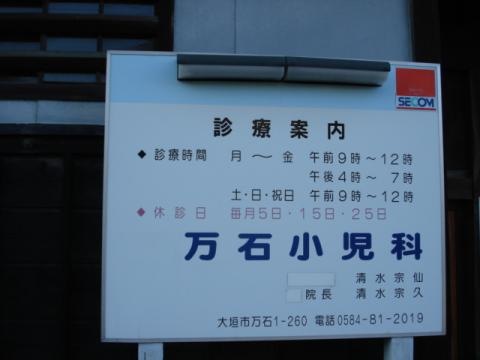 SECOM
診療案内
◆ 診療時間 月～金 午前9時～12時
午後4時～7時
土・日・祝日 午前9時～12時
◆ 休診日 毎月5日・15日・25日
万石小児科
清水宗仙
院長 清水宗久
大垣市万石1-260 電話0584-81-2019